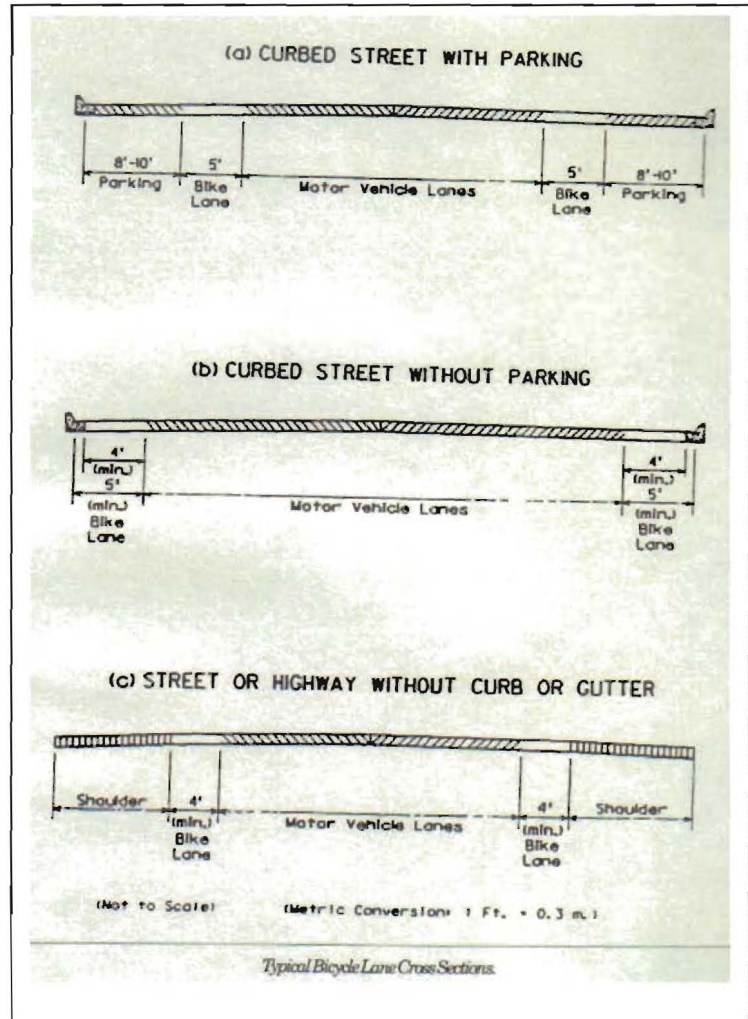 (a) CURBED STREET WITH PARKING
8'-10' 5' 5' 8'-10'
Parking Bike Motor Vehicle Lanes Bike Parking
Lane Lane
(b) CURBED STREET WITHOUT PARKING
4' 4'
(min.) (min.)
5' 5'
(min.) Motor Vehicle Lanes (min.)
Bike Bike
Lane Lane
(c) STREET OR HIGHWAY WITHOUT CURB OR GUTTER
Shoulder 4' Motor Vehicle Lanes 4' Shoulder
(min.) (min.)
Bike Bike
Lane Lane
(Not to Scale) (Metric Conversion: 1 Ft. = 0.3 m.)
Typical Bicycle Lane Cross Sections.